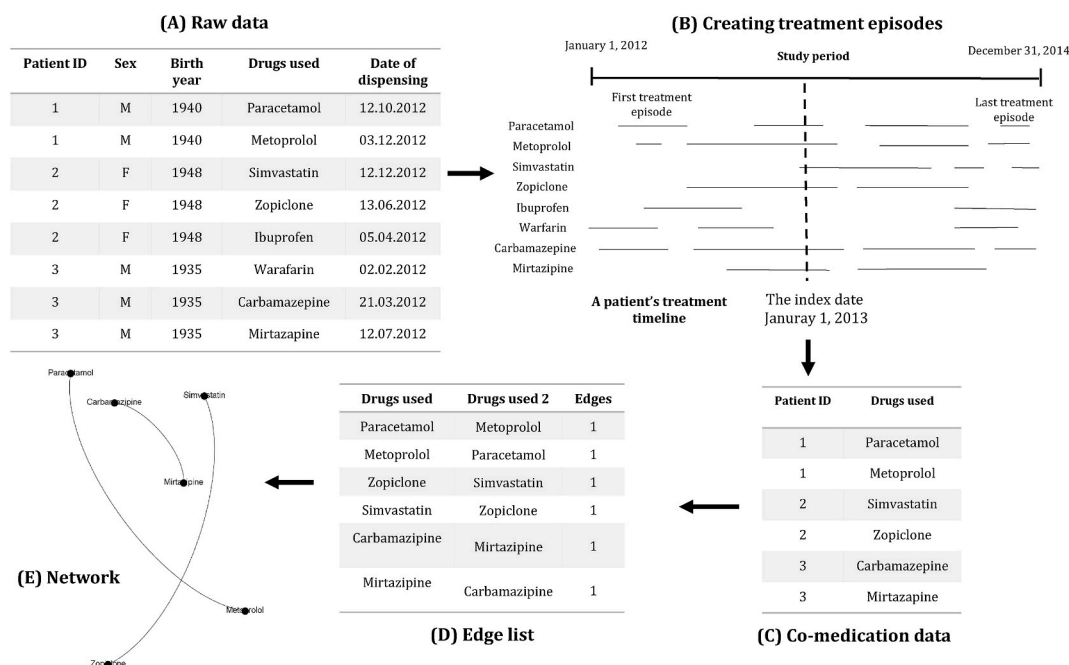 (A) Raw data
Patient ID Sex Birth year Drugs used Date of dispensing
1 M 1940 Paracetamol 12.10.2012
1 M 1940 Metoprolol 03.12.2012
2 F 1948 Simvastatin 12.12.2012
2 F 1948 Zopiclone 13.06.2012
2 F 1948 Ibuprofen 05.04.2012
3 M 1935 Warafarin 02.02.2012
3 M 1935 Carbamazepine 21.03.2012
3 M 1935 Mirtazapine 12.07.2012
(B) Creating treatment episodes
January 1, 2012
December 31, 2014
Study period
First treatment
episode
Last treatment
episode
Paracetamol
Metoprolol
Simvastatin
Zopiclone
Ibuprofen
Warfarin
Carbamazepine
Mirtazipine
A patient's treatment
timeline
The index date
Januray 1, 2013
Patient ID Drugs used
1 Paracetamol
1 Metoprolol
2 Simvastatin
2 Zopiclone
3 Carbamazepine
3 Mirtazapine
(C) Co-medication data
Drugs used Drugs used 2 Edges
Paracetamol Metoprolol 1
Metoprolol Paracetamol 1
Zopiclone Simvastatin 1
Simvastatin Zopiclone 1
Carbamazipine Mirtazipine 1
Mirtazipine Carbamazipine 1
(D) Edge list
Paracetamol
Carbamazipine
Simvastatin
Mirtazipine
(E) Network
Metoprolol
Zopiclone